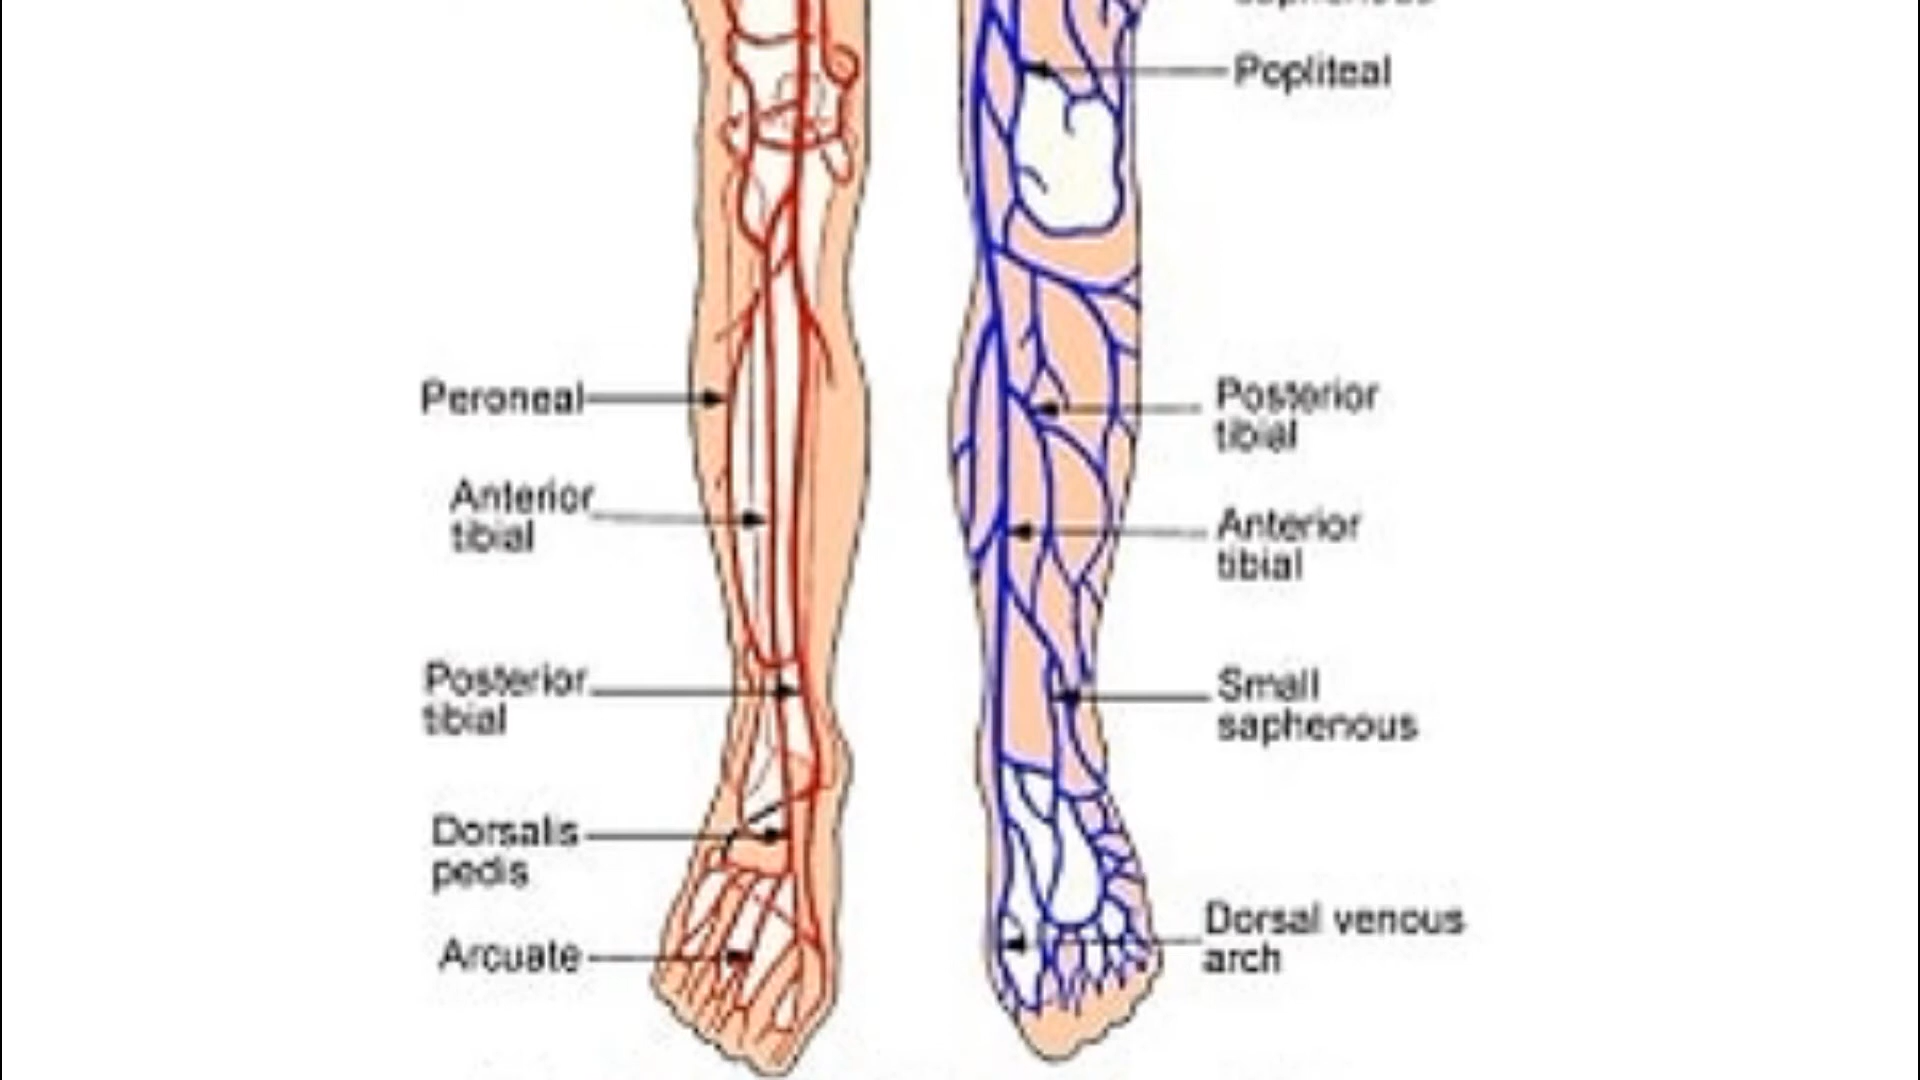 Popliteal
Peroneal
Anterior
tibial
Posterior
tibial
Dorsalis
pedis
Arcuate
Posterior
tibial
Anterior
tibial
Small
saphenous
Dorsal venous
arch